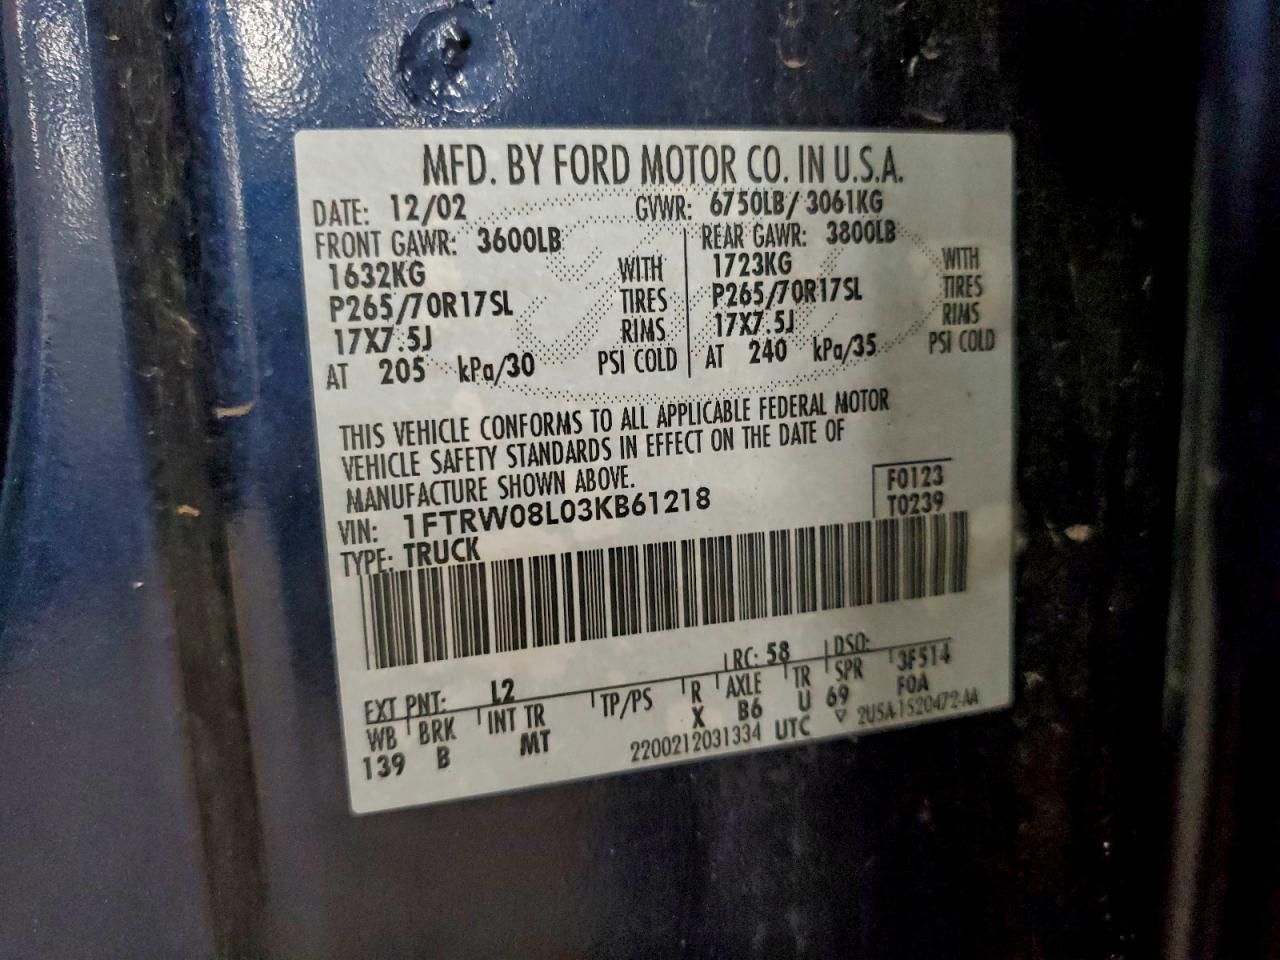 MFD. BY FORD MOTOR CO. IN U.S.A.
DATE: 12/02 GVWR: 6750LB/ 3061KG
FRONT GAWR: 3600LB REAR GAWR: 3800LB
1632KG WITH 1723KG WITH
P265/70R17SL TIRES P265/70R17SL TIRES
17X7.5J RIMS 17X7.5J RIMS
AT 205 kPa/30 PSI COLD AT 240 kPa/35 PSI COLD
THIS VEHICLE CONFORMS TO ALL APPLICABLE FEDERAL MOTOR
VEHICLE SAFETY STANDARDS IN EFFECT ON THE DATE OF
MANUFACTURE SHOWN ABOVE.
F0123
VIN: 1FTRW08L03KB61218 T0239
TYPE: TRUCK
EXT PNT: L2 RC: 58 DSO: 3F514
WB BRK INT TR TP/PS R AXLE TR SPR F0A
139 B MT X B6 U 69
2200212031334 UTC ▽ 2U5A-1520472-AA